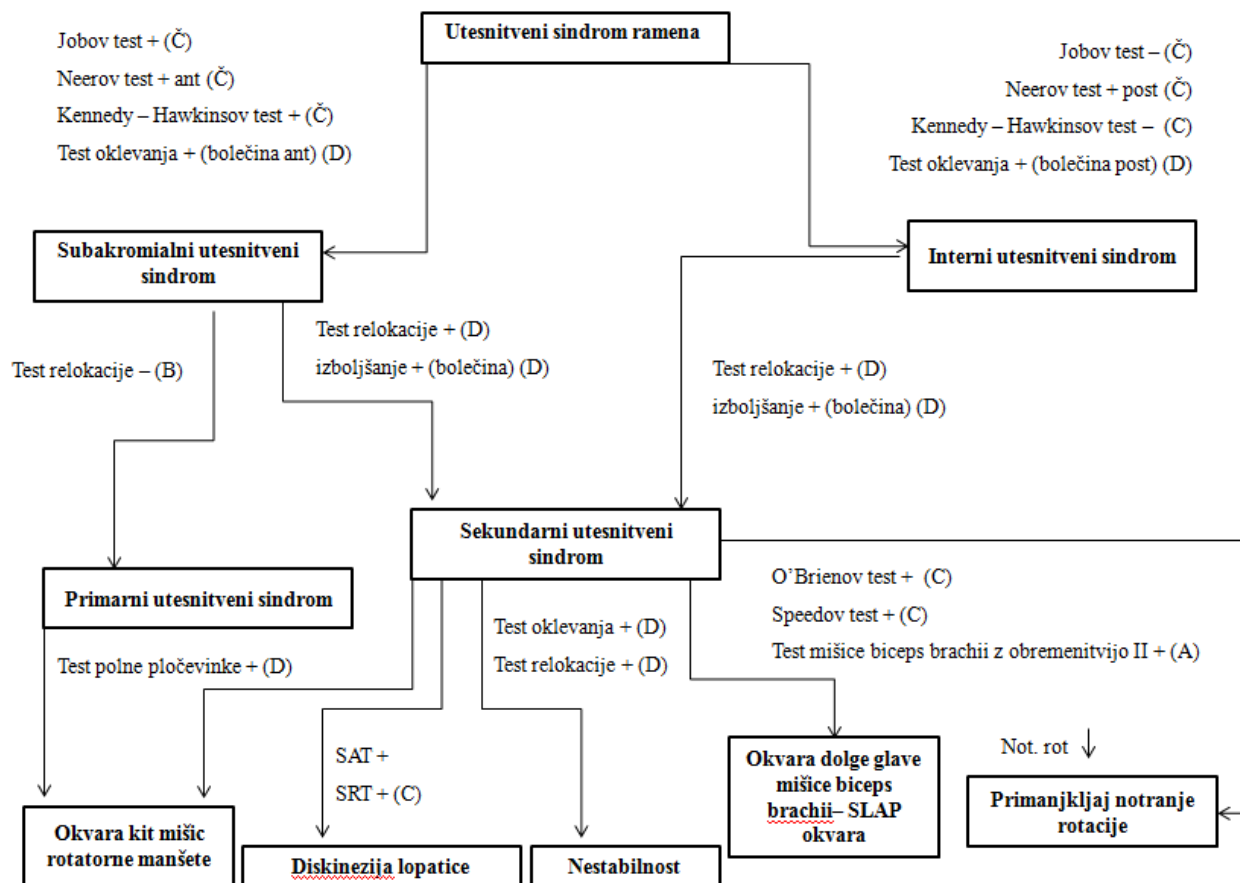 Utesnitveni sindrom ramena
Jobov test + (Č)
Neerov test + ant (Č)
Kennedy – Hawkinsov test + (Č)
Test oklevanja + (bolečina ant) (D)
Jobov test – (Č)
Neerov test + post (Č)
Kennedy – Hawkinsov test – (C)
Test oklevanja + (bolečina post) (D)
Subakromialni utesnitveni
sindrom
Interni utesnitveni sindrom
Test relokacije – (B)
Test relokacije + (D)
izboljšanje + (bolečina) (D)
Test relokacije + (D)
izboljšanje + (bolečina) (D)
Sekundarni utesnitveni
sindrom
Primarni utesnitveni sindrom
Test polne pločevinke + (D)
Test oklevanja + (D)
Test relokacije + (D)
O’Brienov test + (C)
Speedov test + (C)
Test mišice biceps brachii z obremenitvijo II + (A)
SAT +
SRT + (C)
Not. rot
Okvara kit mišic
rotatorne manšete
Diskinezija lopatice
Nestabilnost
Okvara dolge glave
mišice biceps
brachii– SLAP
okvara
Primanjkljaj notranje
rotacije